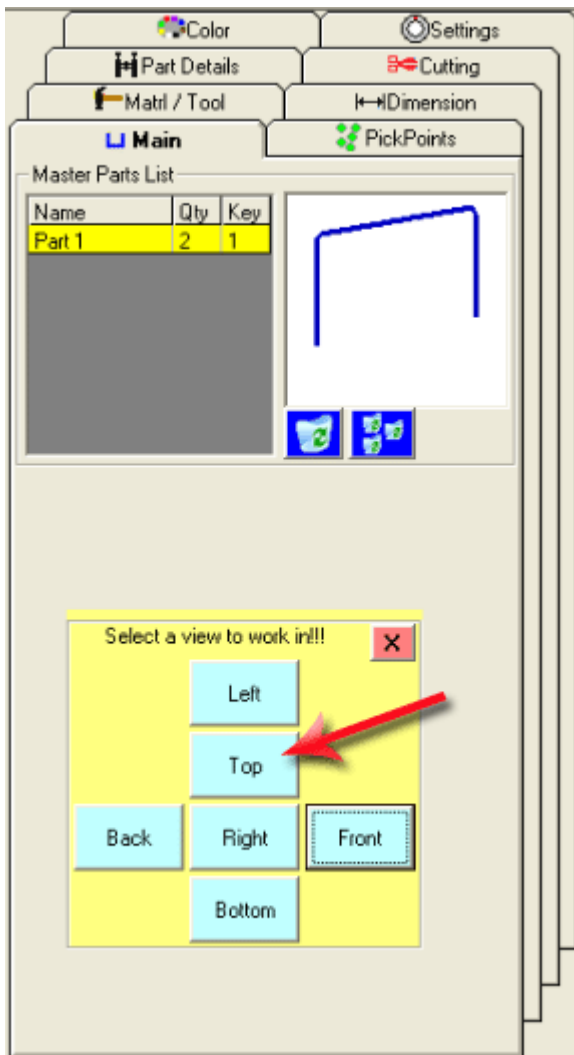 Color Settings
Part Details Cutting
Matrl / Tool Dimension
Main PickPoints
Master Parts List
Name Qty Key
Part 1 2 1
Select a view to work in!!! X
Left
Top
Back Right Front
Bottom